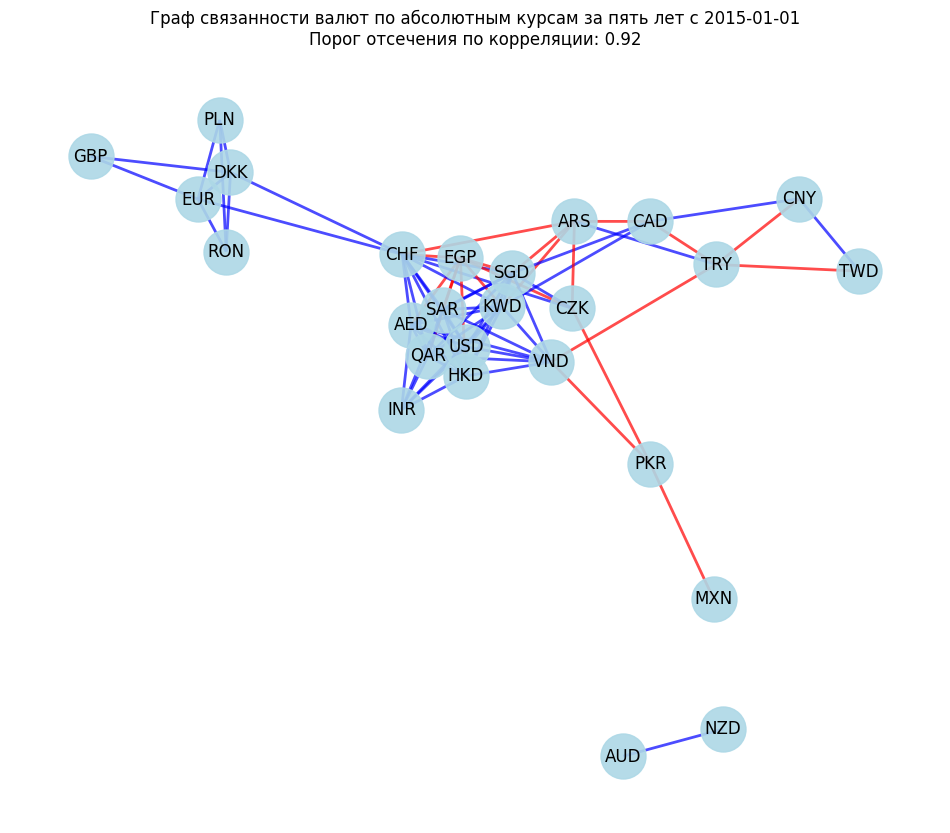 Граф связанности валют по абсолютным курсам за пять лет с 2015-01-01
Порог отсечения по корреляции: 0.92
PLN
GBP
DKK
EUR
CNY
ARS
CAD
RON
CHF
EGP
TRY
SGD
TWD
SAR
KWD
CZK
AED
USD
QAR
VND
HKD
INR
PKR
MXN
NZD
AUD